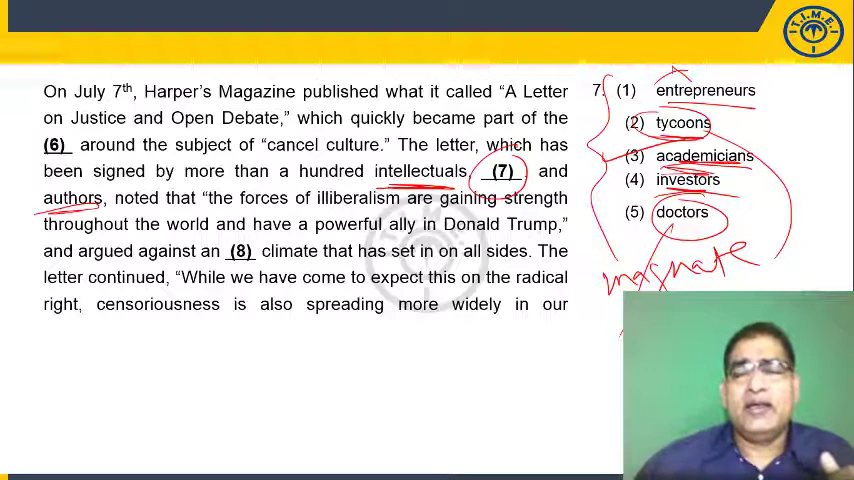 T.I.M.E.
On July 7th, Harper's Magazine published what it called "A Letter
on Justice and Open Debate," which quickly became part of the
(6) around the subject of "cancel culture." The letter, which has
been signed by more than a hundred intellectuals, (7) and
authors, noted that "the forces of illiberalism are gaining strength
throughout the world and have a powerful ally in Donald Trump,"
and argued against an (8) climate that has set in on all sides. The
letter continued, "While we have come to expect this on the radical
right, censoriousness is also spreading more widely in our
7. (1) entrepreneurs
(2) tycoons
(3) academicians
(4) investors
(5) doctors
magnate